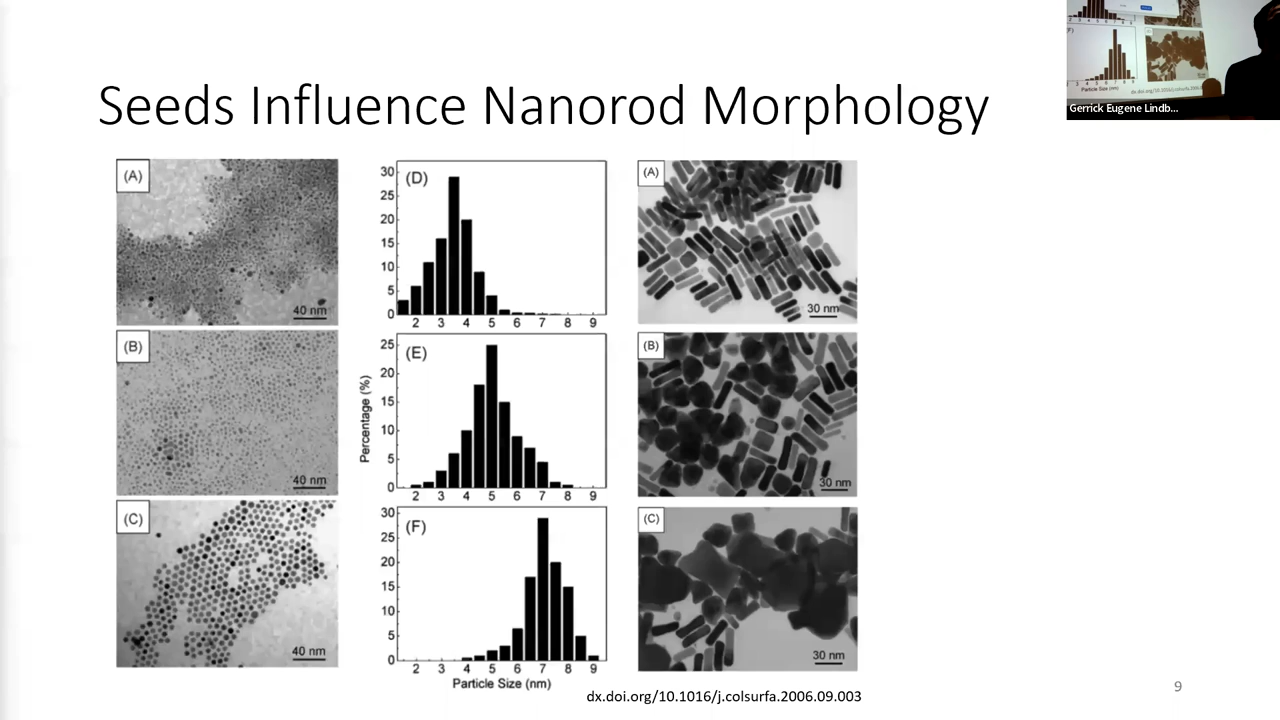 Seeds Influence Nanorod Morphology
Gerrick Eugene Lindb...
(A)
40 nm
(B)
40 nm
(C)
40 nm
(D)
30
25
20
15
10
5
0
2 3 4 5 6 7 8 9
Percentage (%)
(E)
25
20
15
10
5
0
2 3 4 5 6 7 8 9
(F)
30
25
20
15
10
5
0
2 3 4 5 6 7 8 9
Particle Size (nm)
(A)
30 nm
(B)
30 nm
(C)
30 nm
dx.doi.org/10.1016/j.colsurfa.2006.09.003
9